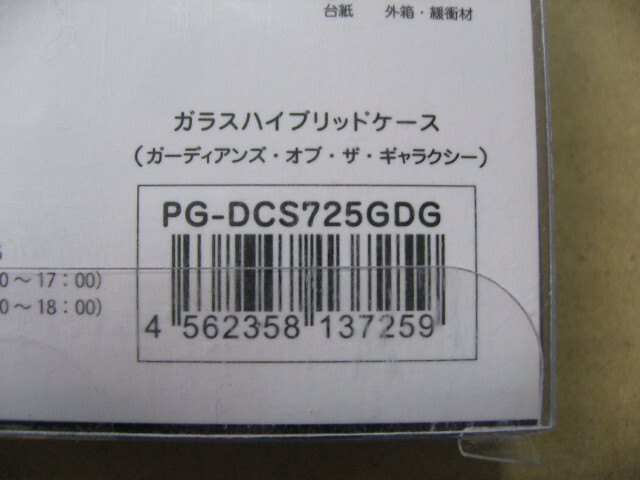 台紙 外箱・緩衝材
ガラスハイブリッドケース
(ガーディアンズ・オブ・ザ・ギャラクシー)
PG-DCS725GDG
4 562358 137259
0～17：00)
0～18：00)